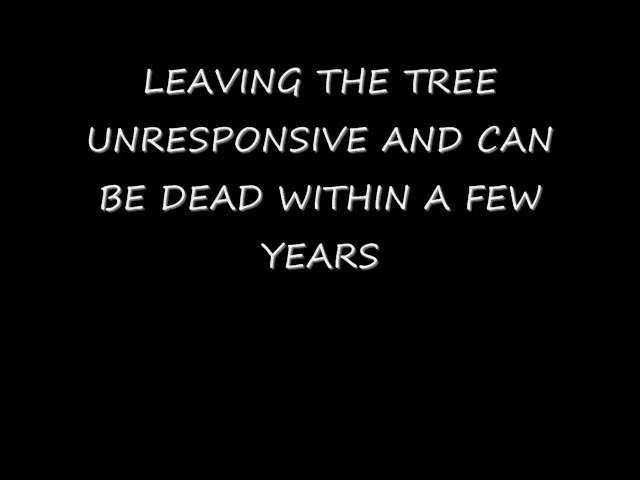 LEAVING THE TREE
UNRESPONSIVE AND CAN
BE DEAD WITHIN A FEW
YEARS